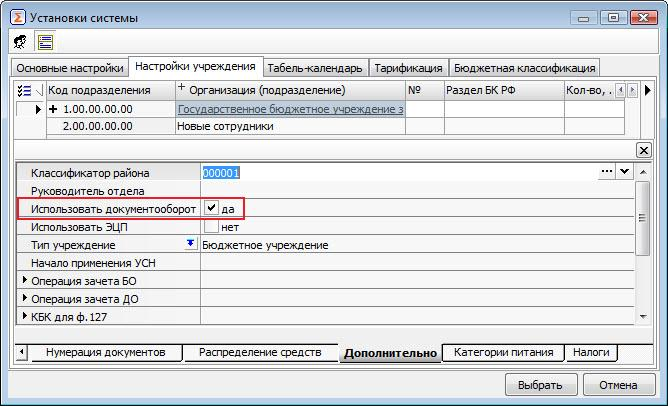 Установки системы
Основные настройки Настройки учреждения Табель-календарь Тарификация Бюджетная классификация
Код подразделения + Организация (подразделение) № Раздел БК РФ Кол-во, .
+ 1.00.00.00.00 Государственное бюджетное учреждение з
2.00.00.00.00 Новые сотрудники
Классификатор района 000001 ...
Руководитель отдела
Использовать документооборот да
Использовать ЭЦП нет
Тип учреждение Бюджетное учреждение
Начало применения УСН
Операция зачета БО
Операция зачета ДО
КБК для ф.127
Нумерация документов Распределение средств Дополнительно Категории питания Налоги
Выбрать Отмена